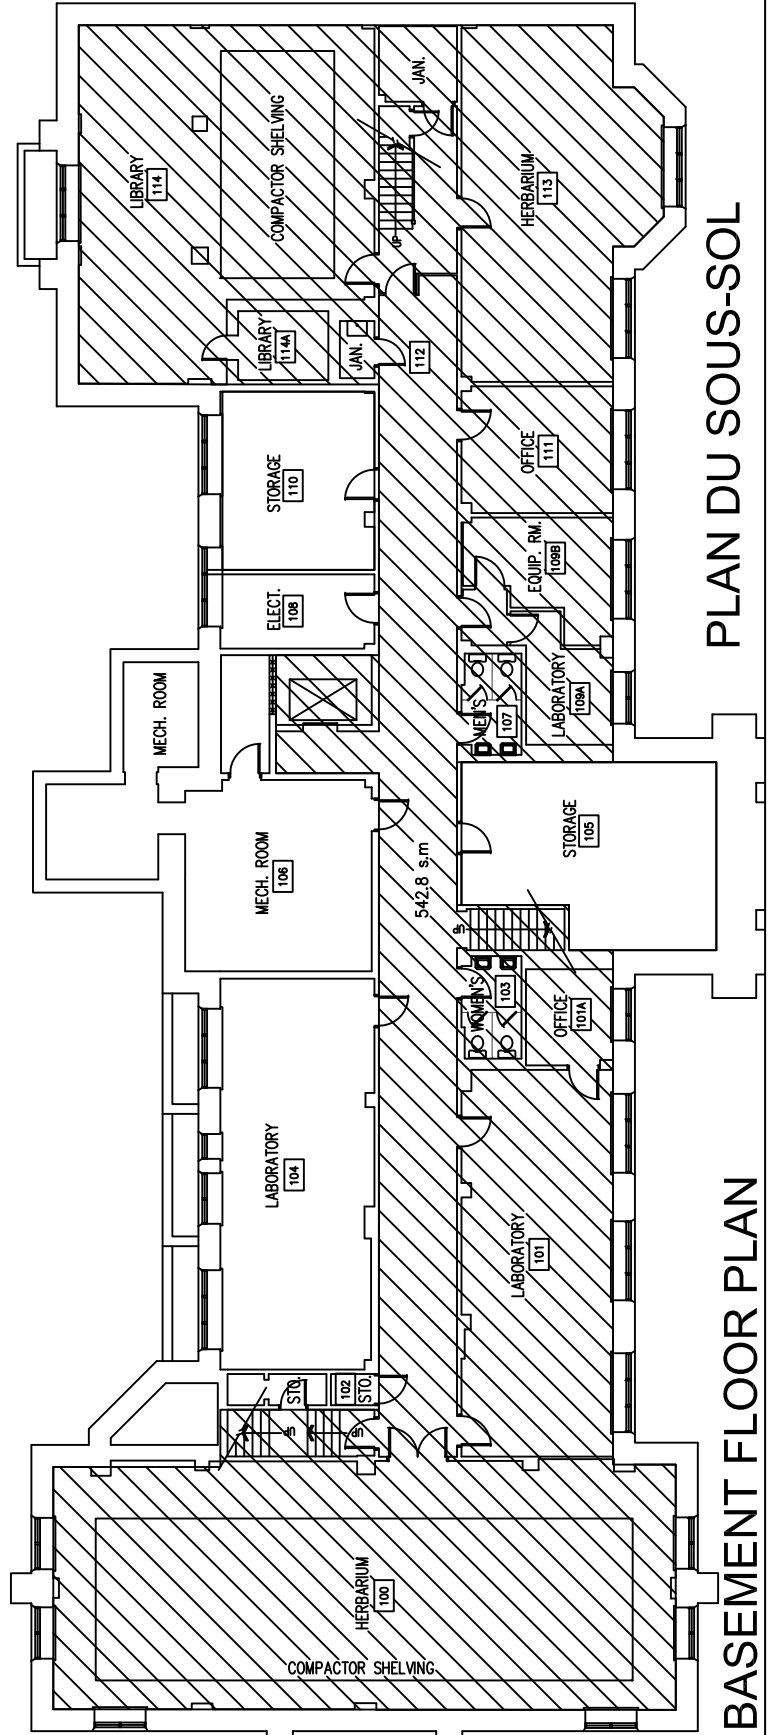 LIBRARY
114
COMPACTOR SHELVING
JAN.
HERBARIUM
113
UP
LIBRARY
114A
JAN.
112
STORAGE
110
OFFICE
111
ELECT.
108
EQUIP. RM.
109B
MECH. ROOM
MEN'S
107
LABORATORY
109A
MECH. ROOM
106
542.8 s.m
STORAGE
105
UP
WOMEN'S
103
OFFICE
101A
LABORATORY
104
LABORATORY
101
STO.
102
STO.
UP
UP
HERBARIUM
100
COMPACTOR SHELVING
BASEMENT FLOOR PLAN
PLAN DU SOUS-SOL